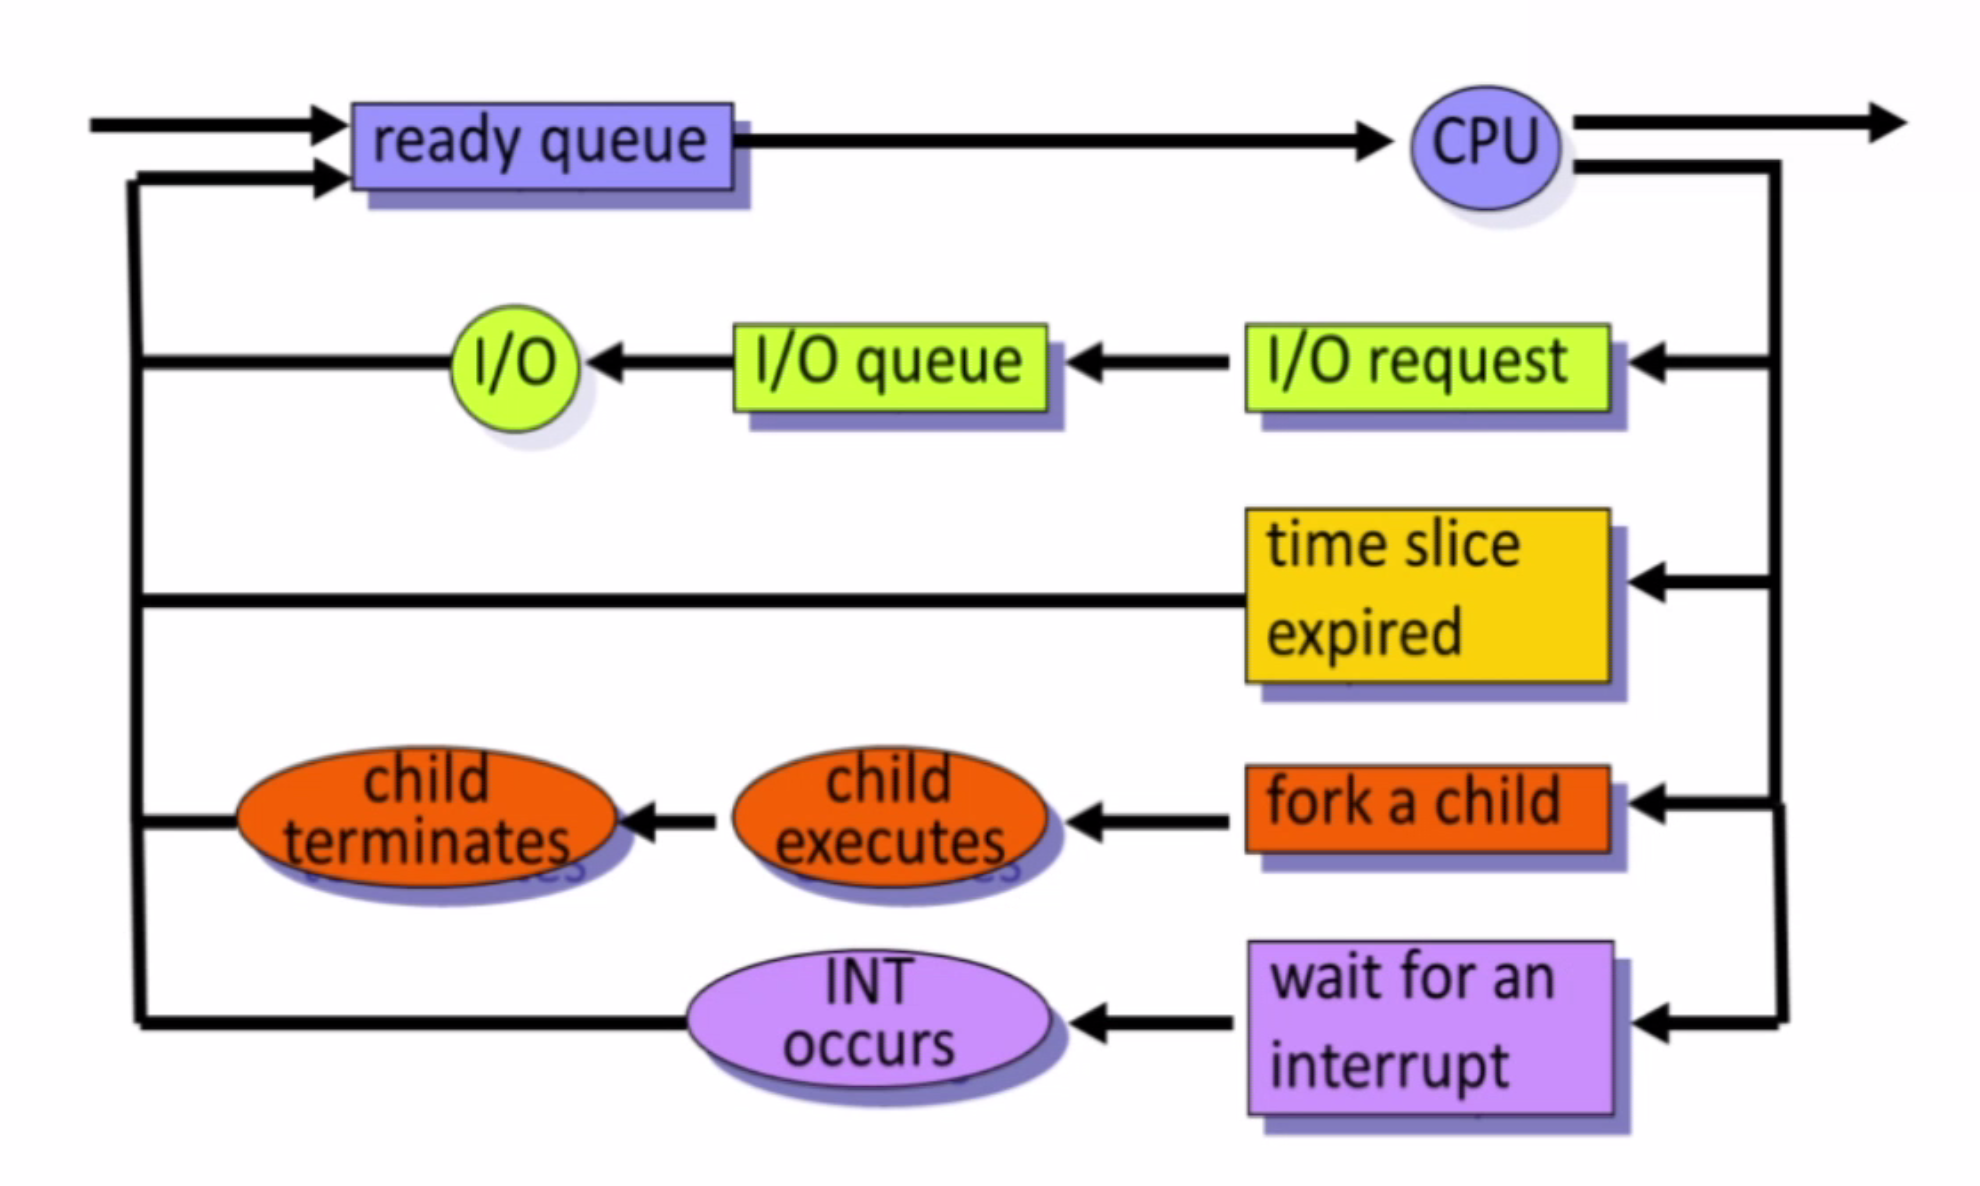 ready queue
CPU
I/O
I/O queue
I/O request
time slice
expired
child
terminates
child
executes
fork a child
INT
occurs
wait for an
interrupt